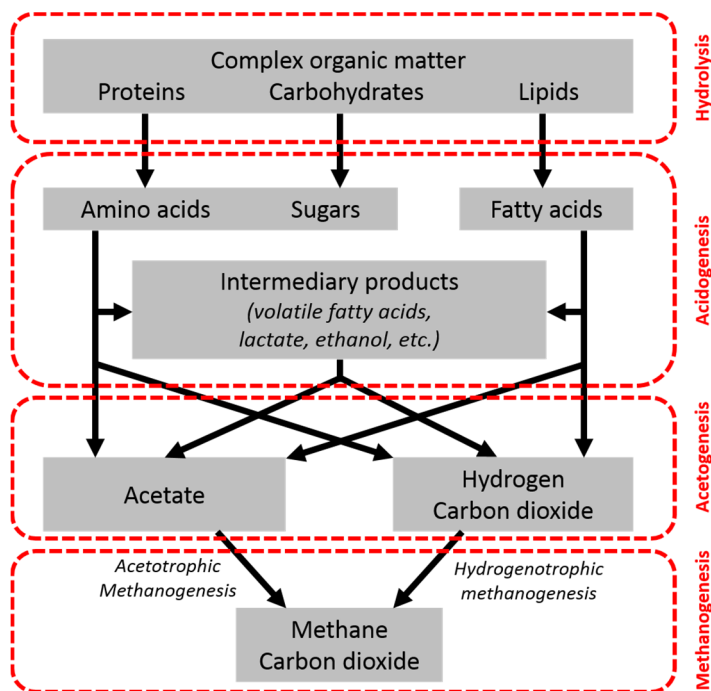 Complex organic matter
Proteins Carbohydrates Lipids
Hydrolysis
Amino acids Sugars Fatty acids
Intermediary products
(volatile fatty acids,
lactate, ethanol, etc.)
Acidogenesis
Acetate
Hydrogen
Carbon dioxide
Acetogenesis
Acetotrophic
Methanogenesis
Hydrogenotrophic
methanogenesis
Methane
Carbon dioxide
Methanogenesis